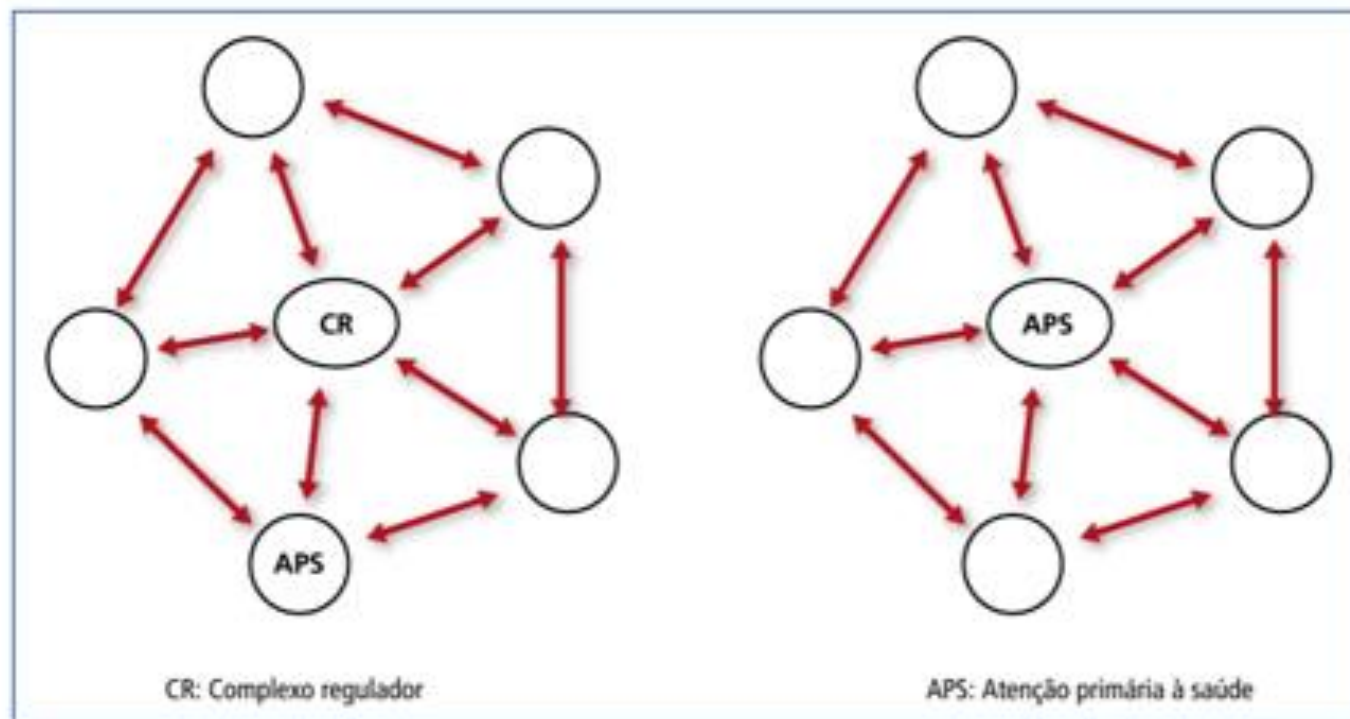 CR
APS
APS
CR: Complexo regulador
APS: Atenção primária à saúde